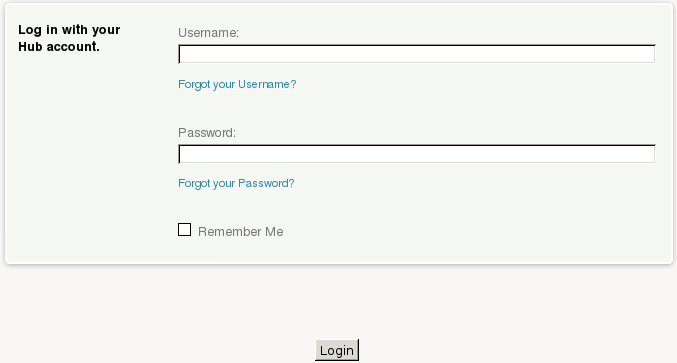 Log in with your
Hub account.
Username:
Forgot your Username?
Password:
Forgot your Password?
Remember Me
Login